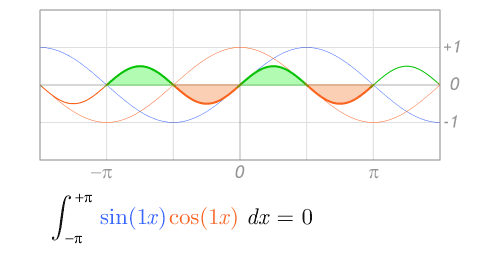 +1
0
-1
−π 0 π
∫_{−π}^{+π} sin(1x)cos(1x) dx = 0